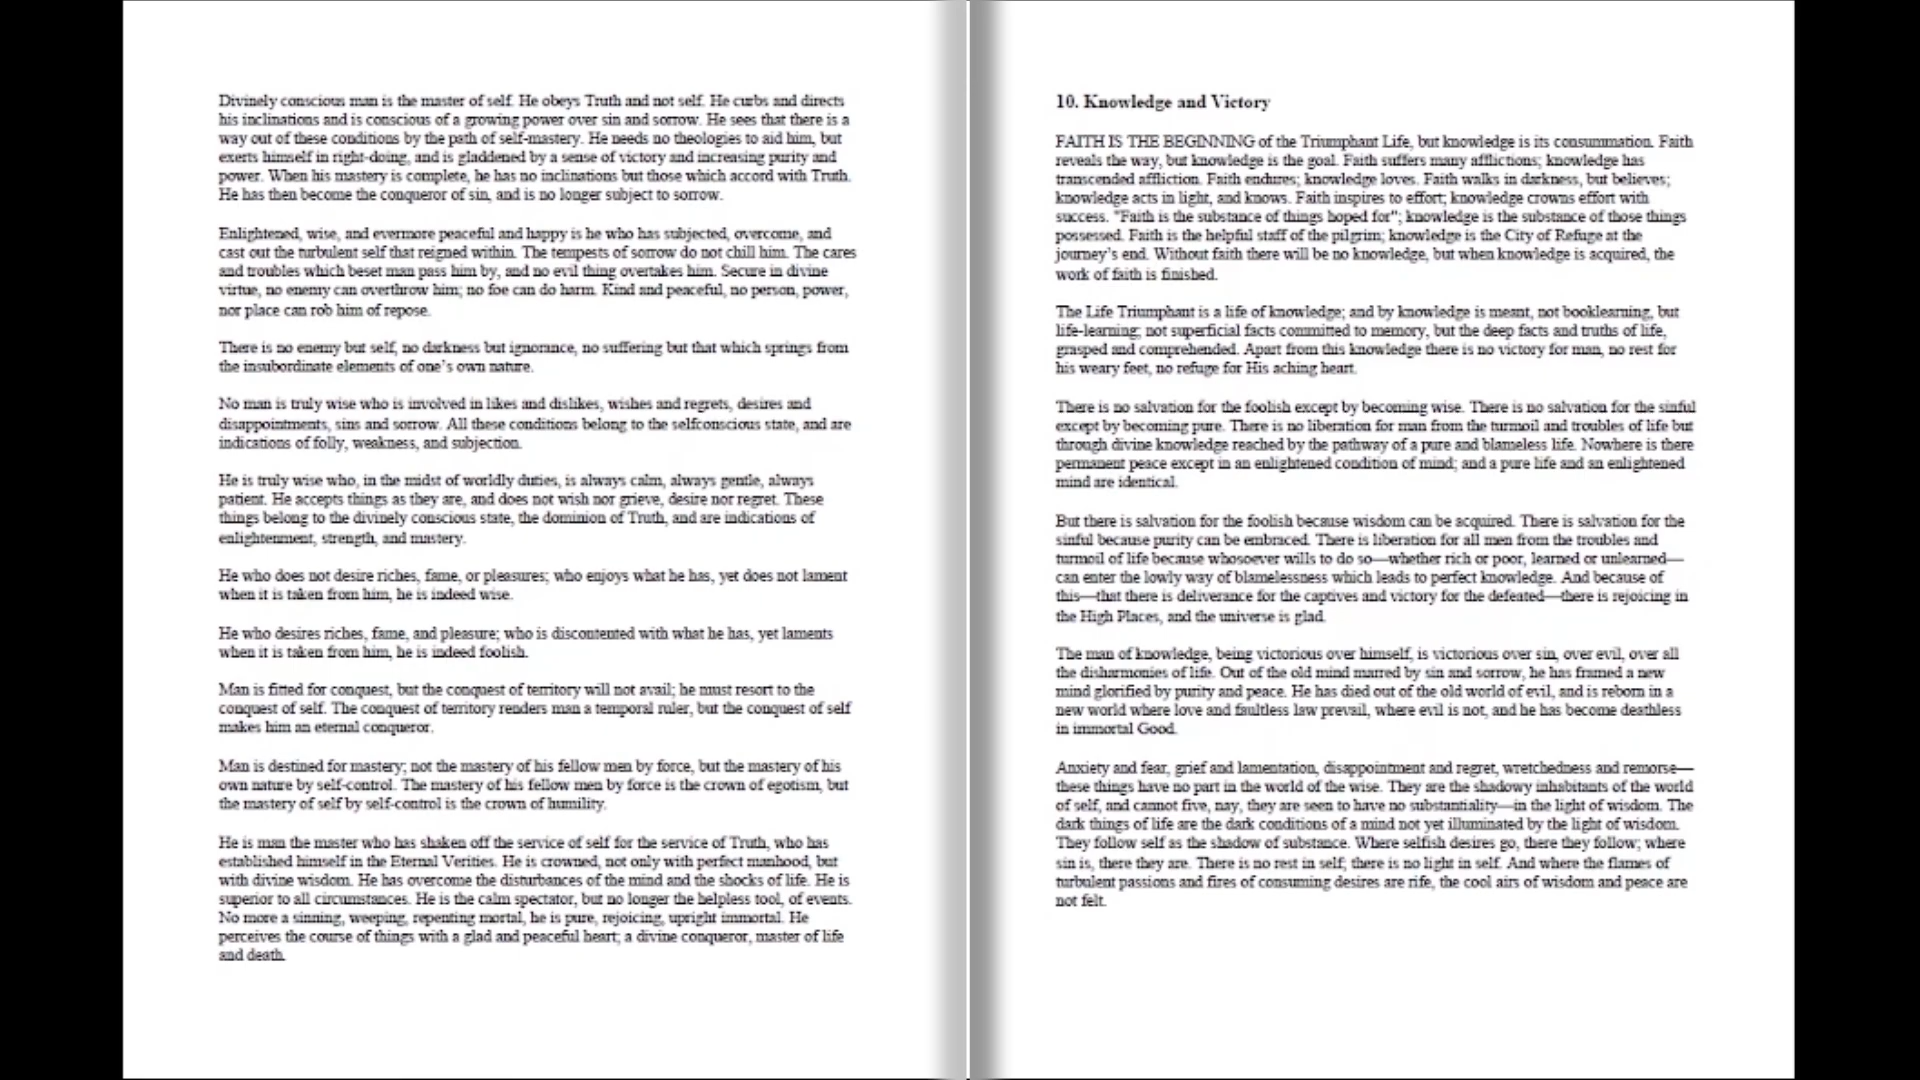 Divinely conscious man is the master of self. He obeys Truth and not self. He curbs and directs
his inclinations and is conscious of a growing power over sin and sorrow. He sees that there is a
way out of these conditions by the path of self-mastery. He needs no theologies to aid him, but
exerts himself in right-doing, and is gladdened by a sense of victory and increasing purity and
power. When his mastery is complete, he has no inclinations but those which accord with Truth.
He has then become the conqueror of sin, and is no longer subject to sorrow.
Enlightened, wise, and evermore peaceful and happy is he who has subjected, overcome, and
cast out the turbulent self that reigned within. The tempests of sorrow do not chill him. The cares
and troubles which beset man pass him by, and no evil thing overtakes him. Secure in divine
virtue, no enemy can overthrow him; no foe can do harm. Kind and peaceful, no person, power,
nor place can rob him of repose.
There is no enemy but self, no darkness but ignorance, no suffering but that which springs from
the insubordinate elements of one's own nature.
No man is truly wise who is involved in likes and dislikes, wishes and regrets, desires and
disappointments, sins and sorrow. All these conditions belong to the selfconscious state, and are
indications of folly, weakness, and subjection.
He is truly wise who, in the midst of worldly duties, is always calm, always gentle, always
patient. He accepts things as they are, and does not wish nor grieve, desire nor regret. These
things belong to the divinely conscious state, the dominion of Truth, and are indications of
enlightenment, strength, and mastery.
He who does not desire riches, fame, or pleasures; who enjoys what he has, yet does not lament
when it is taken from him, he is indeed wise.
He who desires riches, fame, and pleasure; who is discontented with what he has, yet laments
when it is taken from him, he is indeed foolish.
Man is fitted for conquest, but the conquest of territory will not avail; he must resort to the
conquest of self. The conquest of territory renders man a temporal ruler, but the conquest of self
makes him an eternal conqueror.
Man is destined for mastery; not the mastery of his fellow men by force, but the mastery of his
own nature by self-control. The mastery of his fellow men by force is the crown of egotism, but
the mastery of self by self-control is the crown of humility.
He is man the master who has shaken off the service of self for the service of Truth, who has
established himself in the Eternal Verities. He is crowned, not only with perfect manhood, but
with divine wisdom. He has overcome the disturbances of the mind and the shocks of life. He is
superior to all circumstances. He is the calm spectator, but no longer the helpless tool, of events.
No more a sinning, weeping, repenting mortal, he is pure, rejoicing, upright immortal. He
perceives the course of things with a glad and peaceful heart; a divine conqueror, master of life
and death.
10. Knowledge and Victory
FAITH IS THE BEGINNING of the Triumphant Life, but knowledge is its consummation. Faith
reveals the way, but knowledge is the goal. Faith suffers many afflictions; knowledge has
transcended affliction. Faith endures; knowledge loves. Faith walks in darkness, but believes;
knowledge acts in light, and knows. Faith inspires to effort; knowledge crowns effort with
success. "Faith is the substance of things hoped for"; knowledge is the substance of those things
possessed. Faith is the helpful staff of the pilgrim; knowledge is the City of Refuge at the
journey's end. Without faith there will be no knowledge, but when knowledge is acquired, the
work of faith is finished.
The Life Triumphant is a life of knowledge; and by knowledge is meant, not booklearning, but
life-learning; not superficial facts committed to memory, but the deep facts and truths of life,
grasped and comprehended. Apart from this knowledge there is no victory for man, no rest for
his weary feet, no refuge for His aching heart.
There is no salvation for the foolish except by becoming wise. There is no salvation for the sinful
except by becoming pure. There is no liberation for man from the turmoil and troubles of life but
through divine knowledge reached by the pathway of a pure and blameless life. Nowhere is there
permanent peace except in an enlightened condition of mind; and a pure life and an enlightened
mind are identical.
But there is salvation for the foolish because wisdom can be acquired. There is salvation for the
sinful because purity can be embraced. There is liberation for all men from the troubles and
turmoil of life because whosoever wills to do so—whether rich or poor, learned or unlearned—
can enter the lowly way of blamelessness which leads to perfect knowledge. And because of
this—that there is deliverance for the captives and victory for the defeated—there is rejoicing in
the High Places, and the universe is glad.
The man of knowledge, being victorious over himself, is victorious over sin, over evil, over all
the disharmonies of life. Out of the old mind marred by sin and sorrow, he has framed a new
mind glorified by purity and peace. He has died out of the old world of evil, and is reborn in a
new world where love and faultless law prevail, where evil is not, and he has become deathless
in immortal Good.
Anxiety and fear, grief and lamentation, disappointment and regret, wretchedness and remorse—
these things have no part in the world of the wise. They are the shadowy inhabitants of the world
of self, and cannot five, nay, they are seen to have no substantiality—in the light of wisdom. The
dark things of life are the dark conditions of a mind not yet illuminated by the light of wisdom.
They follow self as the shadow of substance. Where selfish desires go, there they follow; where
sin is, there they are. There is no rest in self; there is no light in self. And where the flames of
turbulent passions and fires of consuming desires are rife, the cool airs of wisdom and peace are
not felt.